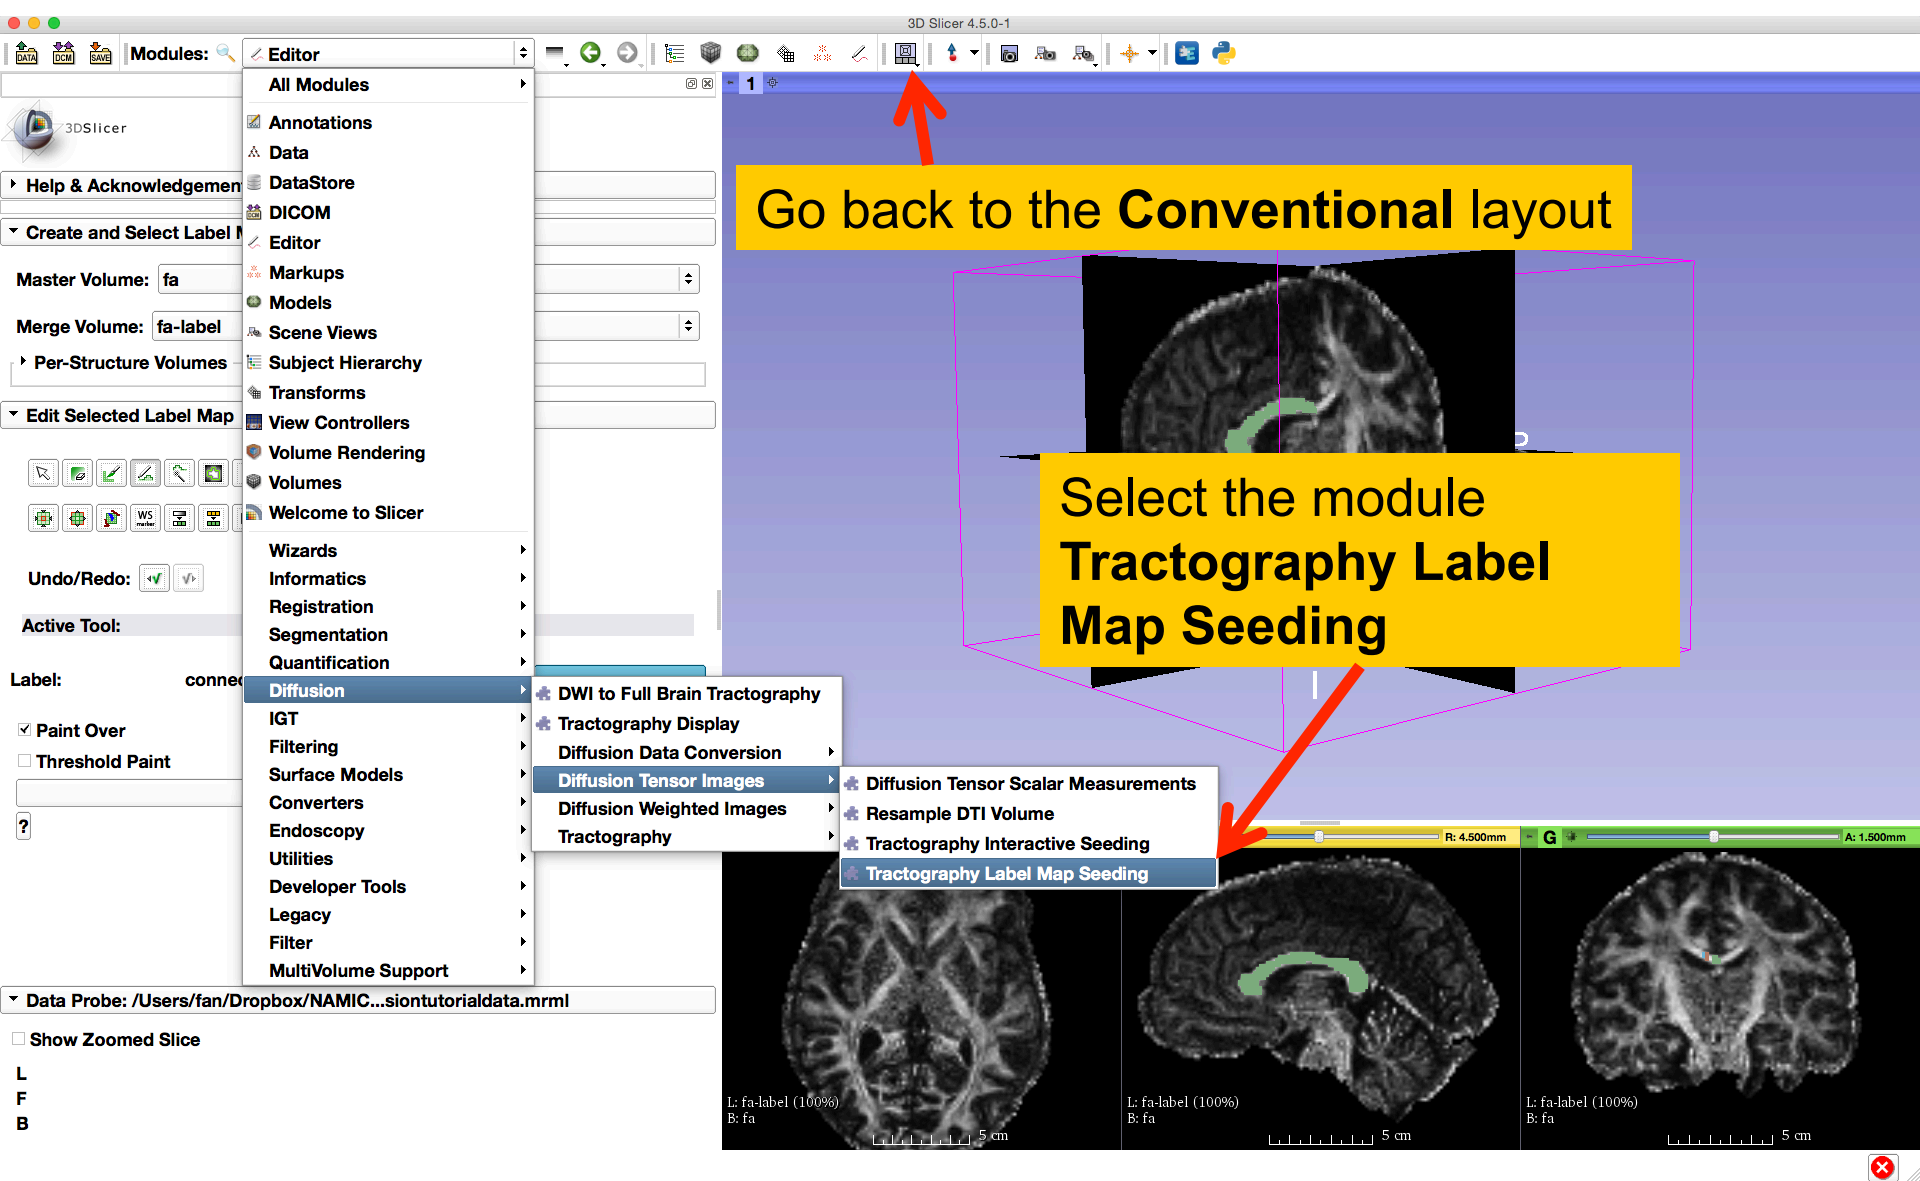 3D Slicer 4.5.0-1
DATA
DCM
SAVE
Modules:
Editor
1
3DSlicer
Help & Acknowledgemen
Create and Select Label M
Master Volume:
fa
Merge Volume:
fa-label
Per-Structure Volumes
Edit Selected Label Map
WS
marker
Undo/Redo:
Active Tool:
Label:
connec
Paint Over
Threshold Paint
?
Data Probe: /Users/fan/Dropbox/NAMIC...siontutorialdata.mrml
Show Zoomed Slice
L
F
B
All Modules
Annotations
Data
DataStore
DICOM
Editor
Markups
Models
Scene Views
Subject Hierarchy
Transforms
View Controllers
Volume Rendering
Volumes
Welcome to Slicer
Wizards
Informatics
Registration
Segmentation
Quantification
Diffusion
IGT
Filtering
Surface Models
Converters
Endoscopy
Utilities
Developer Tools
Legacy
Filter
MultiVolume Support
DWI to Full Brain Tractography
Tractography Display
Diffusion Data Conversion
Diffusion Tensor Images
Diffusion Weighted Images
Tractography
Diffusion Tensor Scalar Measurements
Resample DTI Volume
Tractography Interactive Seeding
Tractography Label Map Seeding
Go back to the Conventional layout
Select the module
Tractography Label
Map Seeding
I
R: 4.500mm
G
A: 1.500mm
L: fa-label (100%)
B: fa
5 cm
L: fa-label (100%)
B: fa
5 cm
L: fa-label (100%)
B: fa
5 cm